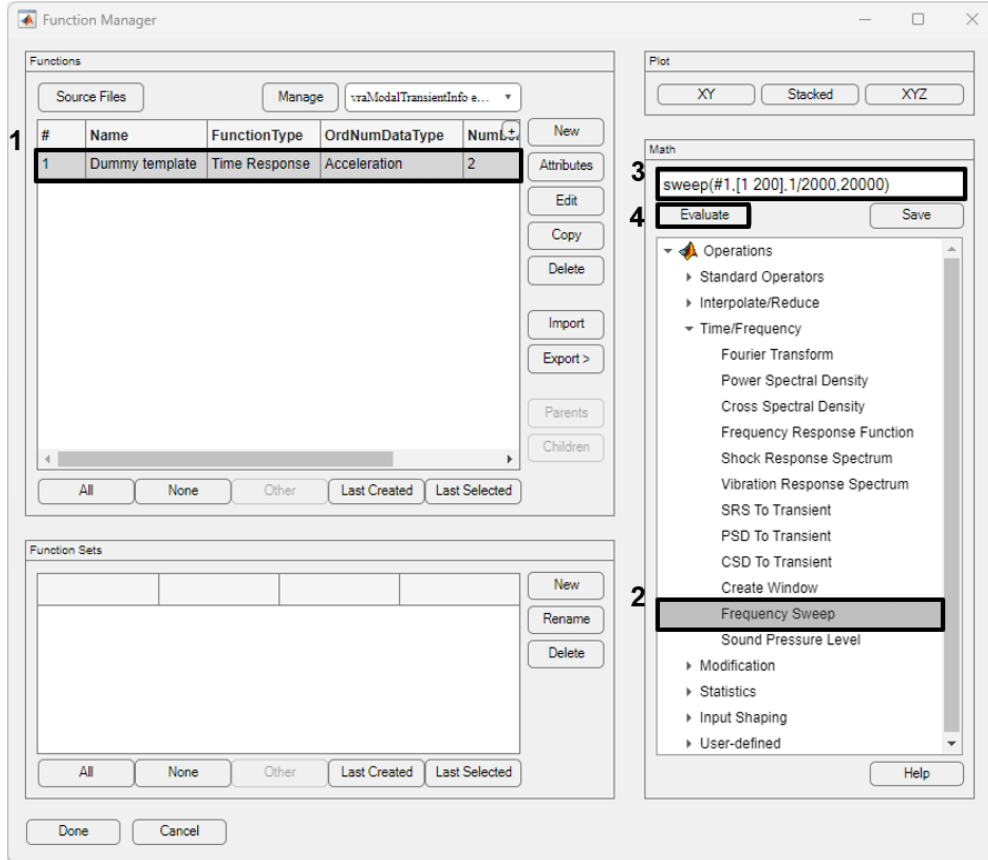 Function Manager
Functions
Source Files
Manage
vraModalTransientInfo e...
1
# Name FunctionType OrdNumDataType Number
1 Dummy template Time Response Acceleration 2
New
Attributes
Edit
Copy
Delete
Import
Export >
Parents
Children
All None Other Last Created Last Selected
Function Sets
New
Rename
Delete
All None Other Last Created Last Selected
Done Cancel
Plot
XY Stacked XYZ
Math
3
sweep(#1,[1 200],1/2000,20000)
4
Evaluate Save
Operations
Standard Operators
Interpolate/Reduce
Time/Frequency
Fourier Transform
Power Spectral Density
Cross Spectral Density
Frequency Response Function
Shock Response Spectrum
Vibration Response Spectrum
SRS To Transient
PSD To Transient
CSD To Transient
Create Window
2
Frequency Sweep
Sound Pressure Level
Modification
Statistics
Input Shaping
User-defined
Help